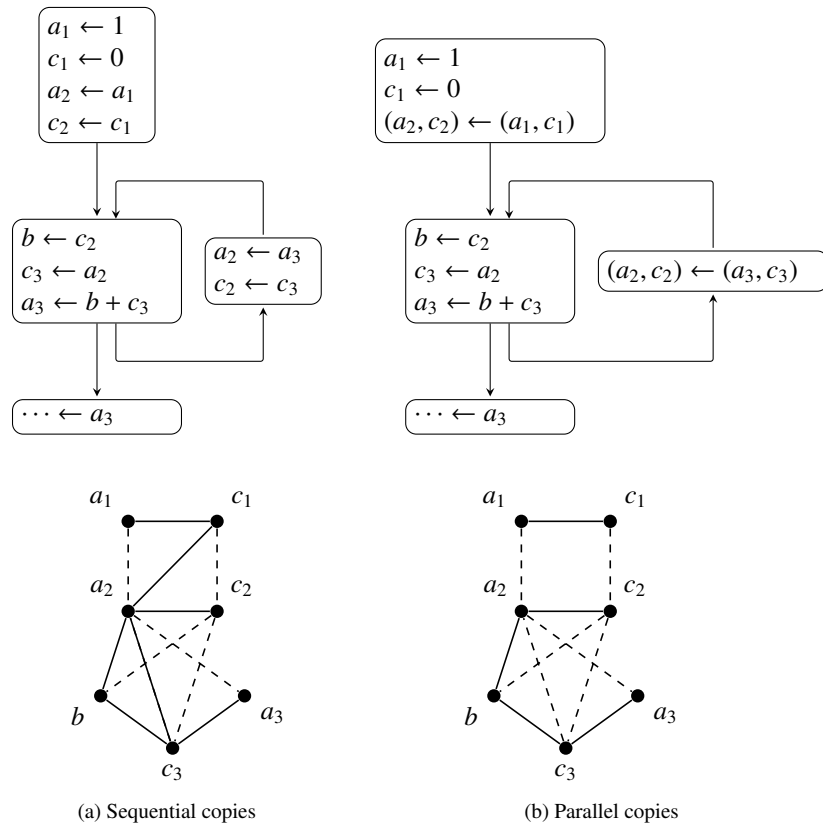 a₁ ← 1
c₁ ← 0
a₂ ← a₁
c₂ ← c₁
b ← c₂
c₃ ← a₂
a₃ ← b + c₃
a₂ ← a₃
c₂ ← c₃
⋯ ← a₃
a₁ ← 1
c₁ ← 0
(a₂, c₂) ← (a₁, c₁)
b ← c₂
c₃ ← a₂
a₃ ← b + c₃
(a₂, c₂) ← (a₃, c₃)
⋯ ← a₃
a₁ c₁
a₂ c₂
b a₃
c₃
(a) Sequential copies
a₁ c₁
a₂ c₂
b a₃
c₃
(b) Parallel copies